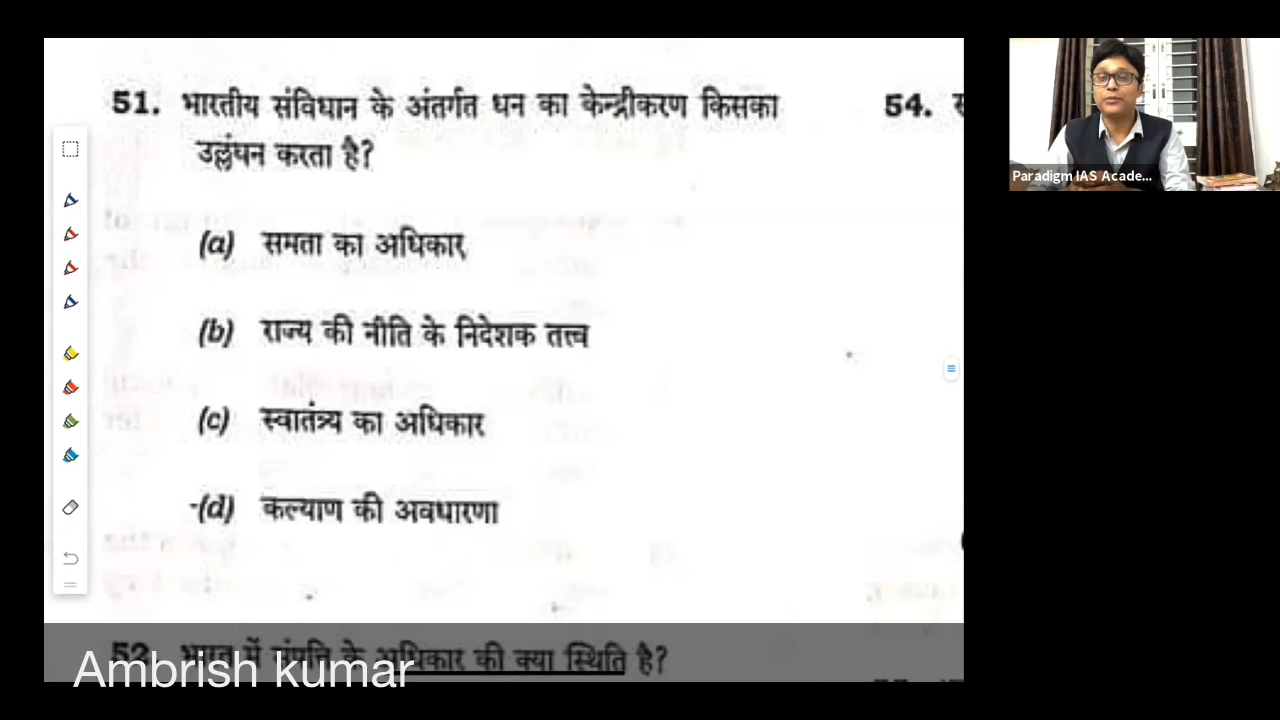 51. भारतीय संविधान के अंतर्गत धन का केन्द्रीकरण किसका
उल्लंघन करता है?
(a) समता का अधिकार
(b) राज्य की नीति के निदेशक तत्त्व
(c) स्वातंत्र्य का अधिकार
-(d) कल्याण की अवधारणा
52. भारत में संपत्ति के अधिकार की क्या स्थिति है?
Ambrish kumar
54.
Paradigm IAS Acade...